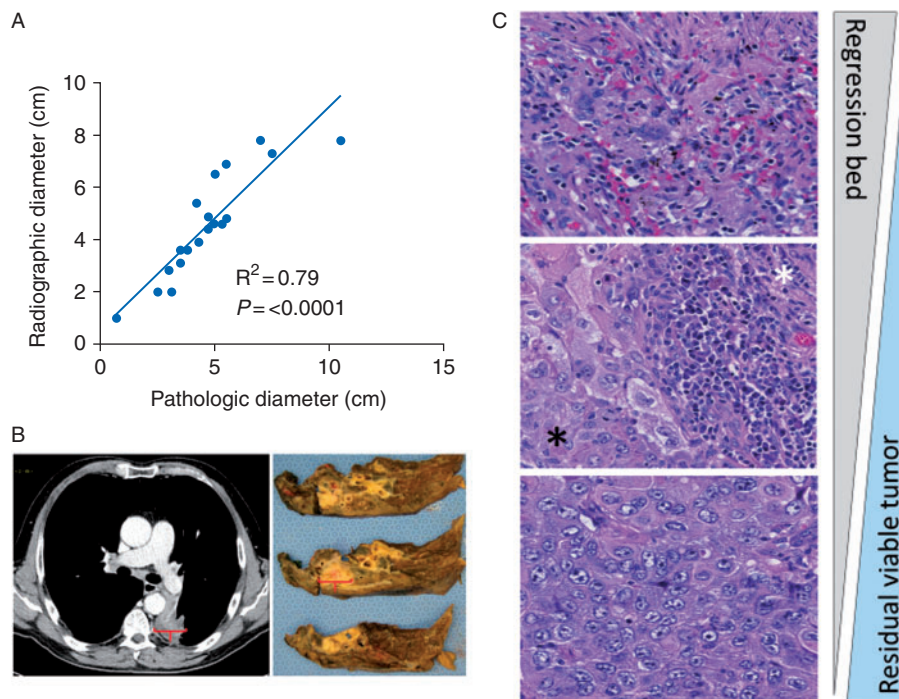 A
Radiographic diameter (cm)
10
8
6
4
2
0
R² = 0.79
P = <0.0001
0
5
10
15
Pathologic diameter (cm)
B
C
*
*
Regression bed
Residual viable tumor